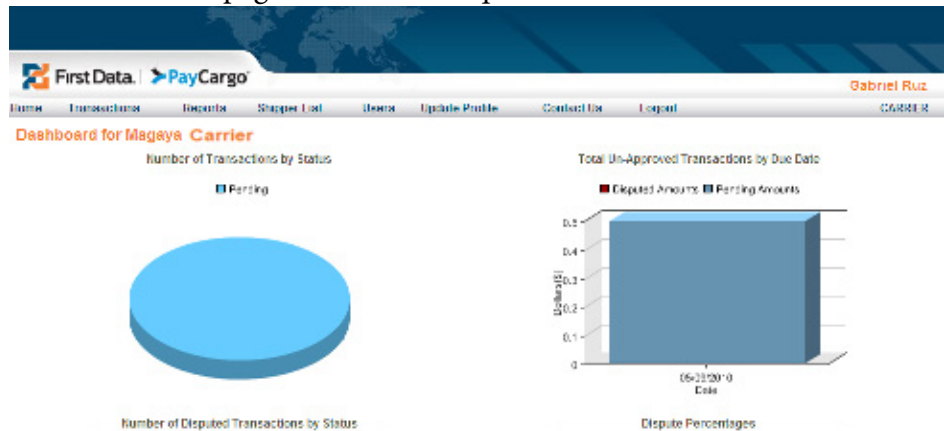 First Data. PayCargo
Gabriel Ruz
Home Transactions Reports Shipper List Users Update Profile Contact Us Logout CARRIER
Dashboard for Magaya Carrier
Number of Transactions by Status
Pending
Total Un-Approved Transactions by Due Date
Disputed Amounts Pending Amounts
0.5
0.4
0.3
0.2
0.1
0
Dollars($)
Date
Number of Disputed Transactions by Status
Dispute Percentages